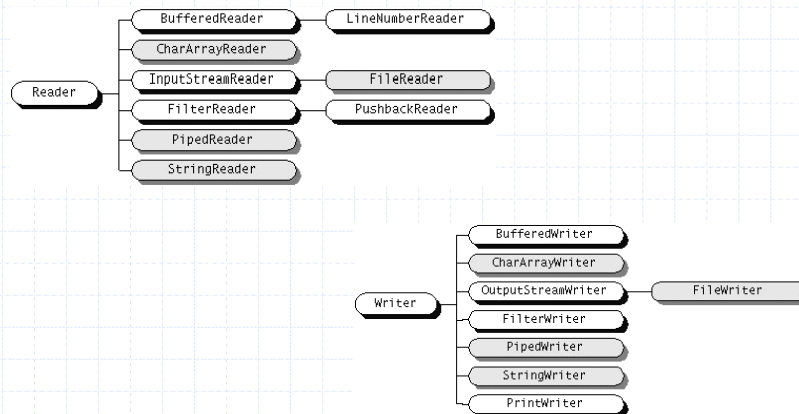 BufferedReader LineNumberReader
CharArrayReader
InputStreamReader FileReader
Reader
FilterReader PushbackReader
PipedReader
StringReader
BufferedWriter
CharArrayWriter
OutputStreamWriter FileWriter
Writer
FilterWriter
PipedWriter
StringWriter
PrintWriter